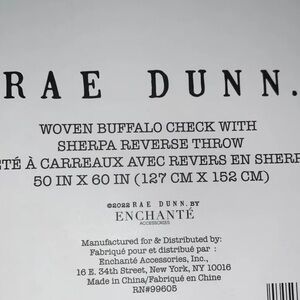 RAE DUNN.
WOVEN BUFFALO CHECK WITH
SHERPA REVERSE THROW
ETÉ À CARREAUX AVEC REVERS EN SHERP
50 IN X 60 IN (127 CM X 152 CM)
©2022 RAE DUNN. BY
ENCHANTÉ
ACCESSORIES
Manufactured for & Distributed by:
Fabriqué pour et distribué par :
Enchanté Accessories, Inc.,
16 E. 34th Street, New York, NY 10016
Made in China/Fabriqué en Chine
RN#99605